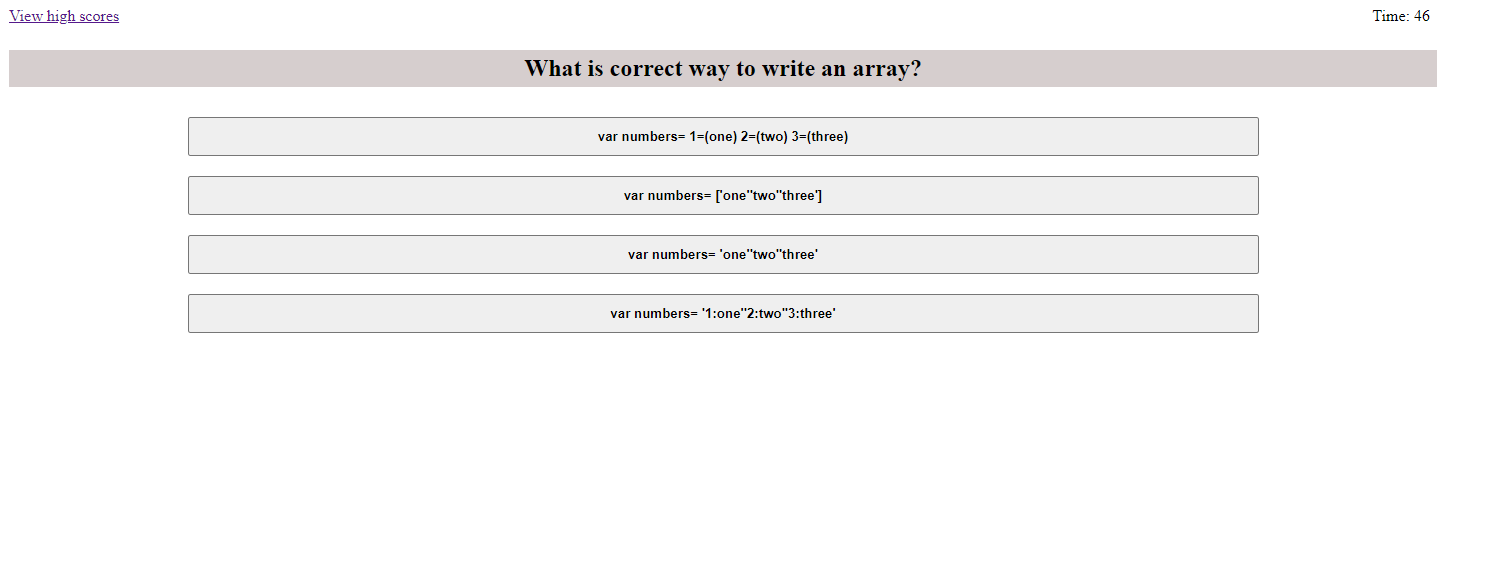 View high scores
Time: 46
What is correct way to write an array?
var numbers= 1=(one) 2=(two) 3=(three)
var numbers= ['one''two''three']
var numbers= 'one''two''three'
var numbers= '1:one''2:two''3:three'